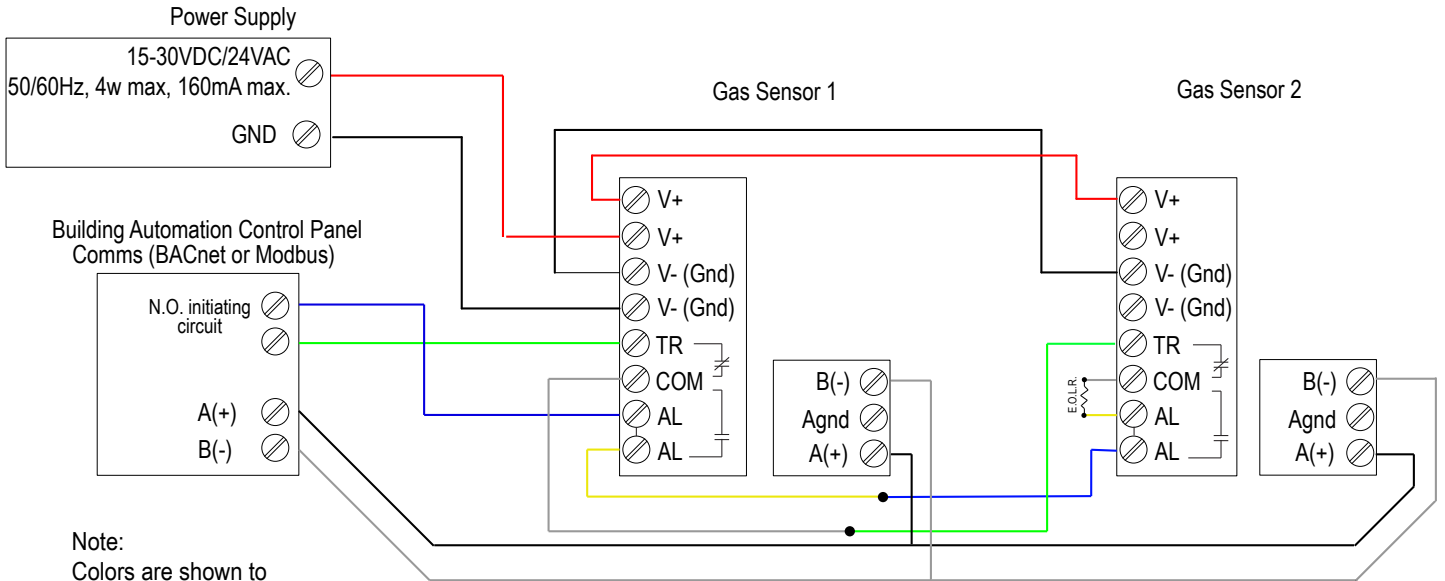 Power Supply
15-30VDC/24VAC
50/60Hz, 4w max, 160mA max.
GND
Building Automation Control Panel
Comms (BACnet or Modbus)
N.O. initiating
circuit
A(+)
B(-)
Note:
Colors are shown to
Gas Sensor 1
V+
V+
V- (Gnd)
V- (Gnd)
TR
COM
AL
AL
B(-)
Agnd
A(+)
Gas Sensor 2
V+
V+
V- (Gnd)
V- (Gnd)
TR
COM
AL
AL
E.O.L.R.
B(-)
Agnd
A(+)